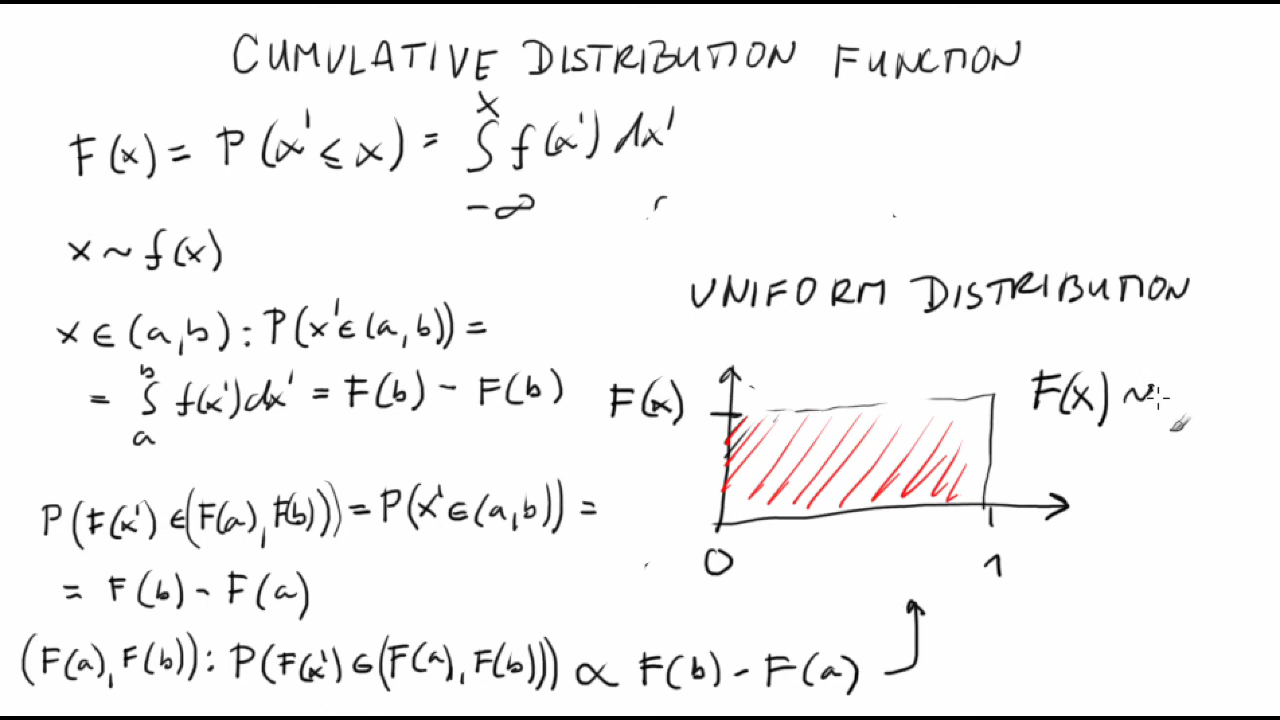 CUMULATIVE DISTRIBUTION FUNCTION
F(x) = P(x' ≤ x) = ∫_{-∞}^{x} f(x') dx'
x ~ f(x)
x ∈ (a,b) : P(x' ∈ (a,b)) =
= ∫_{a}^{b} f(x')dx' = F(b) - F(b)
P(F(x') ∈ (F(a), F(b))) = P(x' ∈ (a,b)) =
= F(b) - F(a)
(F(a), F(b)) : P(F(x') ∈ (F(a), F(b))) ∝ F(b) - F(a)
UNIFORM DISTRIBUTION
F(x)
F(x) ~
0 1